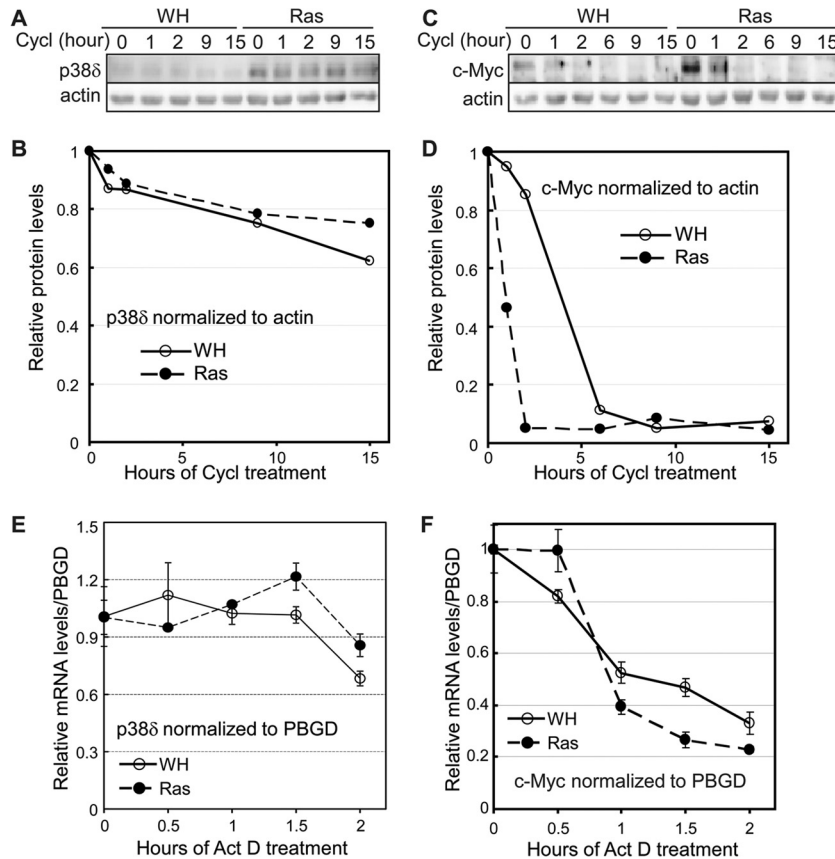 A
WH Ras
Cycl (hour) 0 1 2 9 15 0 1 2 9 15
p38δ
actin
C
WH Ras
Cycl (hour) 0 1 2 6 9 15 0 1 2 6 9 15
c-Myc
actin
B
Relative protein levels
1
0.8
0.6
0.4
0.2
0
p38δ normalized to actin
WH
Ras
0 5 10 15
Hours of Cycl treatment
D
Relative protein levels
1
0.8
0.6
0.4
0.2
0
c-Myc normalized to actin
WH
Ras
0 5 10 15
Hours of Cycl treatment
E
Relative mRNA levels/PBGD
1.5
1.2
0.9
0.6
0.3
0
p38δ normalized to PBGD
WH
Ras
0 0.5 1 1.5 2
Hours of Act D treatment
F
Relative mRNA levels/PBGD
1
0.8
0.6
0.4
0.2
0
WH
Ras
c-Myc normalized to PBGD
0 0.5 1 1.5 2
Hours of Act D treatment